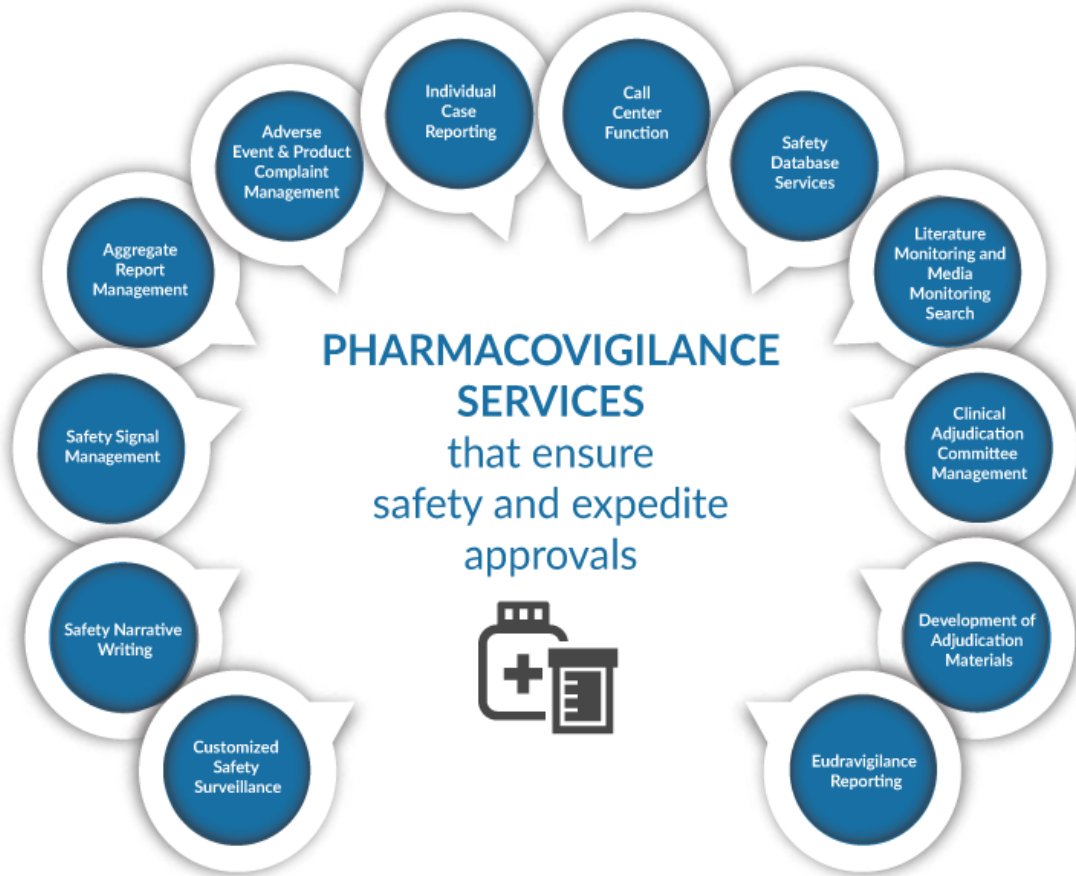 Individual
Case
Reporting
Call
Center
Function
Adverse
Event & Product
Complaint
Management
Safety
Database
Services
Aggregate
Report
Management
Literature
Monitoring and
Media
Monitoring
Search
PHARMACOVIGILANCE
SERVICES
that ensure
safety and expedite
approvals
Safety Signal
Management
Clinical
Adjudication
Committee
Management
Safety Narrative
Writing
Development of
Adjudication
Materials
Customized
Safety
Surveillance
Eudravigilance
Reporting